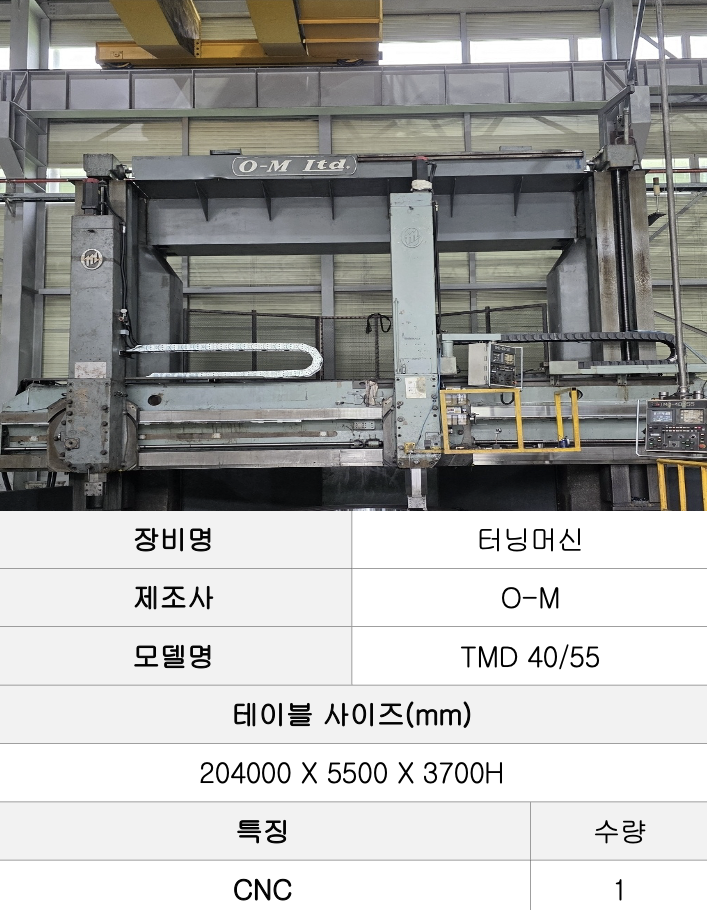 O-M ltd.
장비명 터닝머신
제조사 O-M
모델명 TMD 40/55
테이블 사이즈(mm)
204000 X 5500 X 3700H
특징 수량
CNC 1